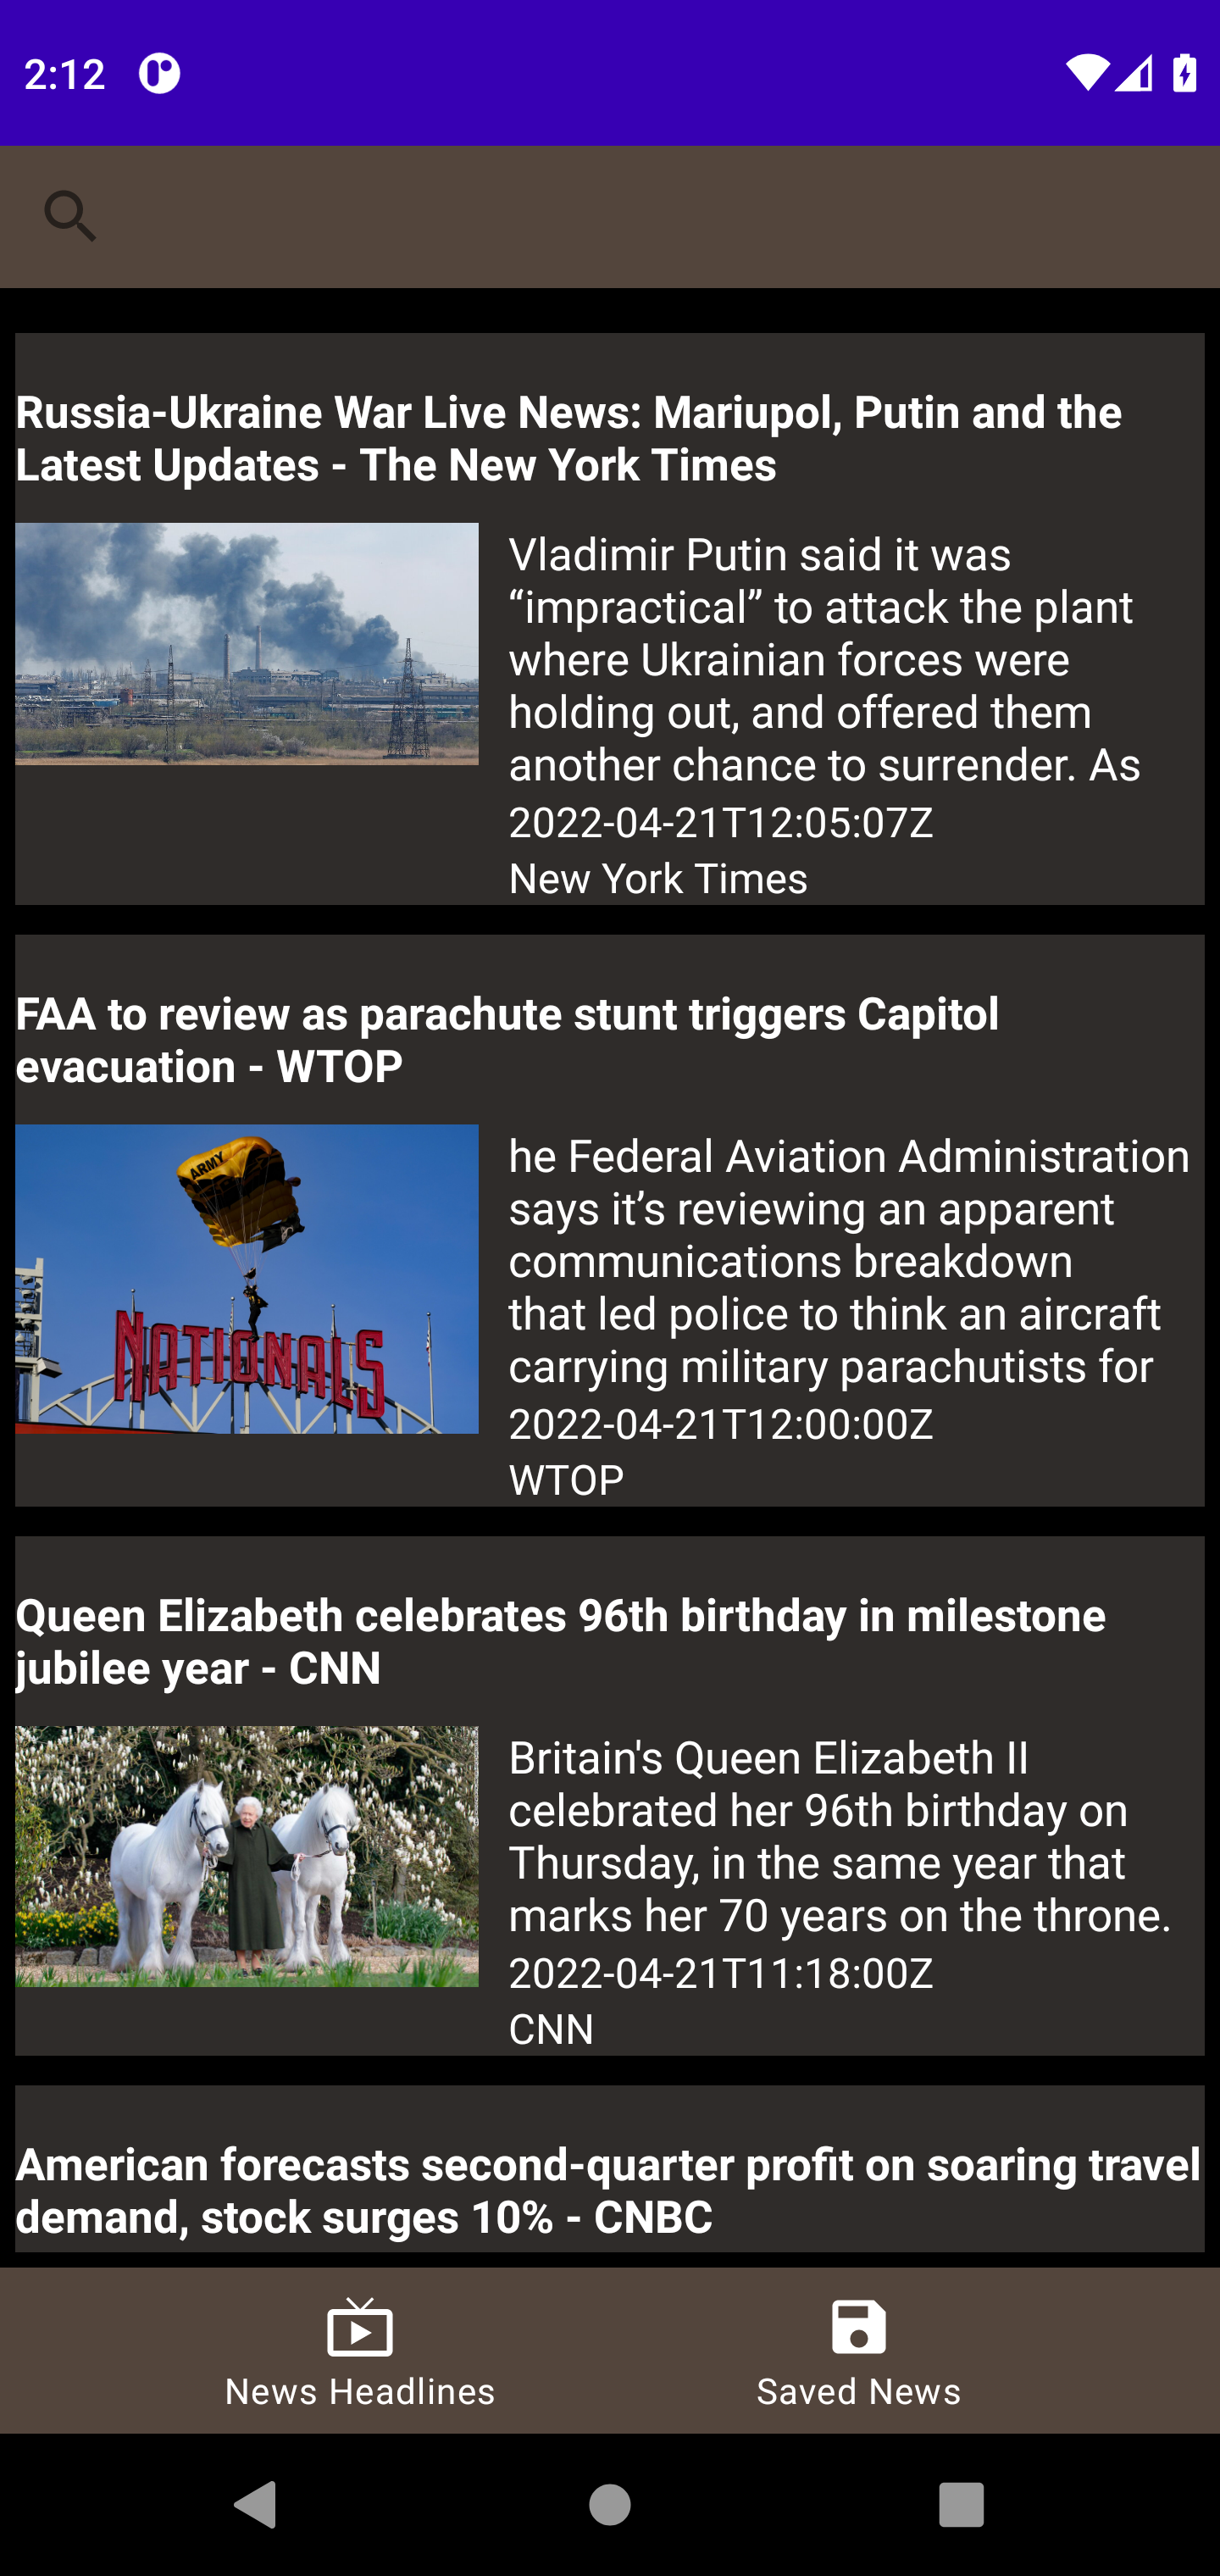 2:12
Russia-Ukraine War Live News: Mariupol, Putin and the
Latest Updates - The New York Times
Vladimir Putin said it was
“impractical” to attack the plant
where Ukrainian forces were
holding out, and offered them
another chance to surrender. As
2022-04-21T12:05:07Z
New York Times
FAA to review as parachute stunt triggers Capitol
evacuation - WTOP
ARMY
NATIONALS
he Federal Aviation Administration
says it’s reviewing an apparent
communications breakdown
that led police to think an aircraft
carrying military parachutists for
2022-04-21T12:00:00Z
WTOP
Queen Elizabeth celebrates 96th birthday in milestone
jubilee year - CNN
Britain's Queen Elizabeth II
celebrated her 96th birthday on
Thursday, in the same year that
marks her 70 years on the throne.
2022-04-21T11:18:00Z
CNN
American forecasts second-quarter profit on soaring travel
demand, stock surges 10% - CNBC
News Headlines
Saved News